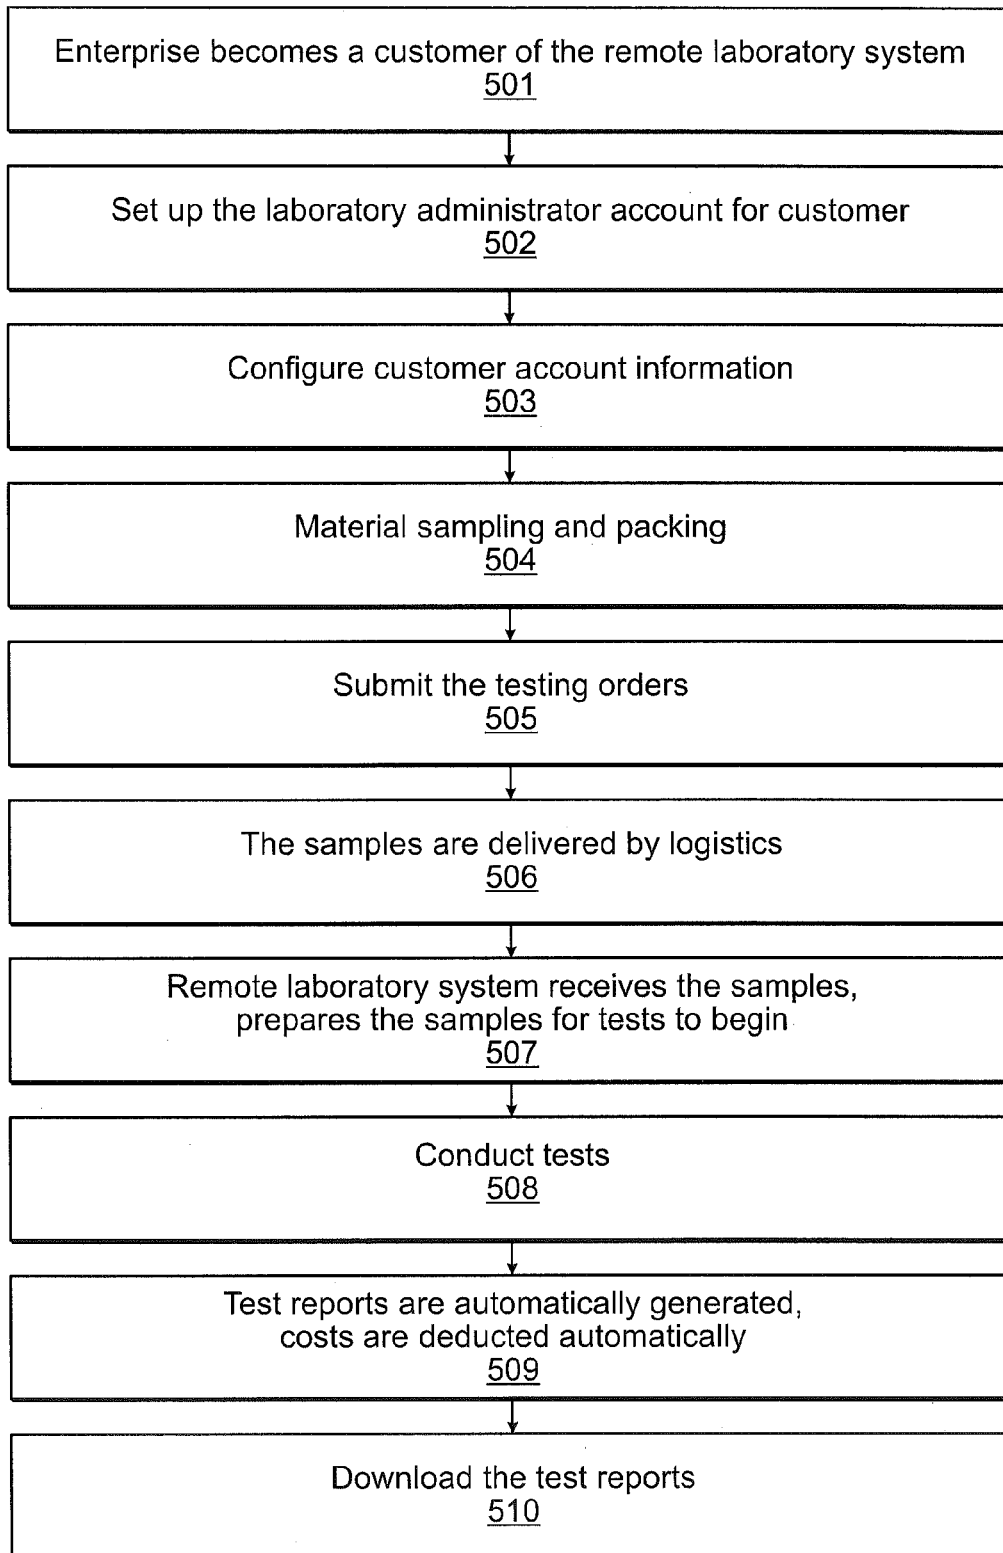 Enterprise becomes a customer of the remote laboratory system
501
Set up the laboratory administrator account for customer
502
Configure customer account information
503
Material sampling and packing
504
Submit the testing orders
505
The samples are delivered by logistics
506
Remote laboratory system receives the samples,
prepares the samples for tests to begin
507
Conduct tests
508
Test reports are automatically generated,
costs are deducted automatically
509
Download the test reports
510